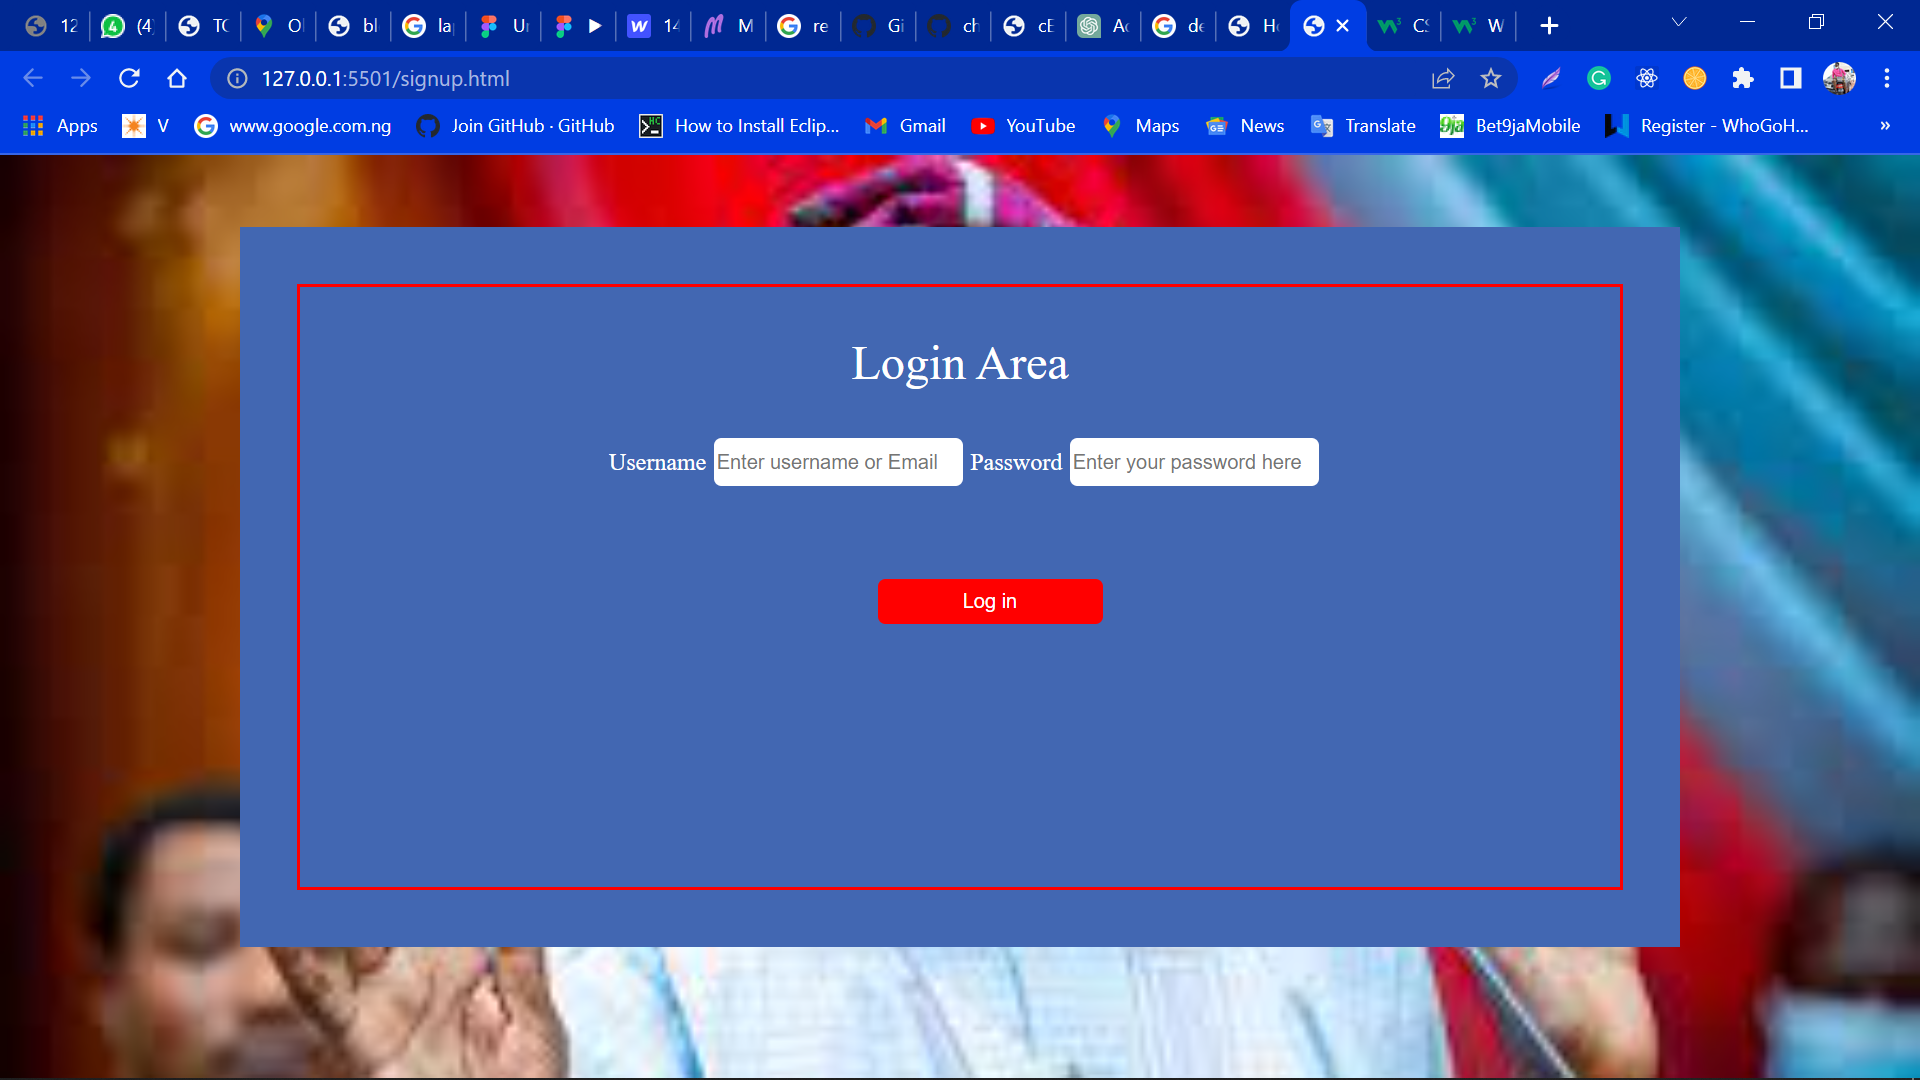 12 (4 TC O bl la U ▶ 14 M re Gi ch cE Ac G de H CS W
127.0.0.1:5501/signup.html
Apps V www.google.com.ng Join GitHub · GitHub How to Install Eclip... Gmail YouTube Maps News Translate Bet9jaMobile Register - WhoGoH... »
Login Area
Username Enter username or Email Password Enter your password here
Log in